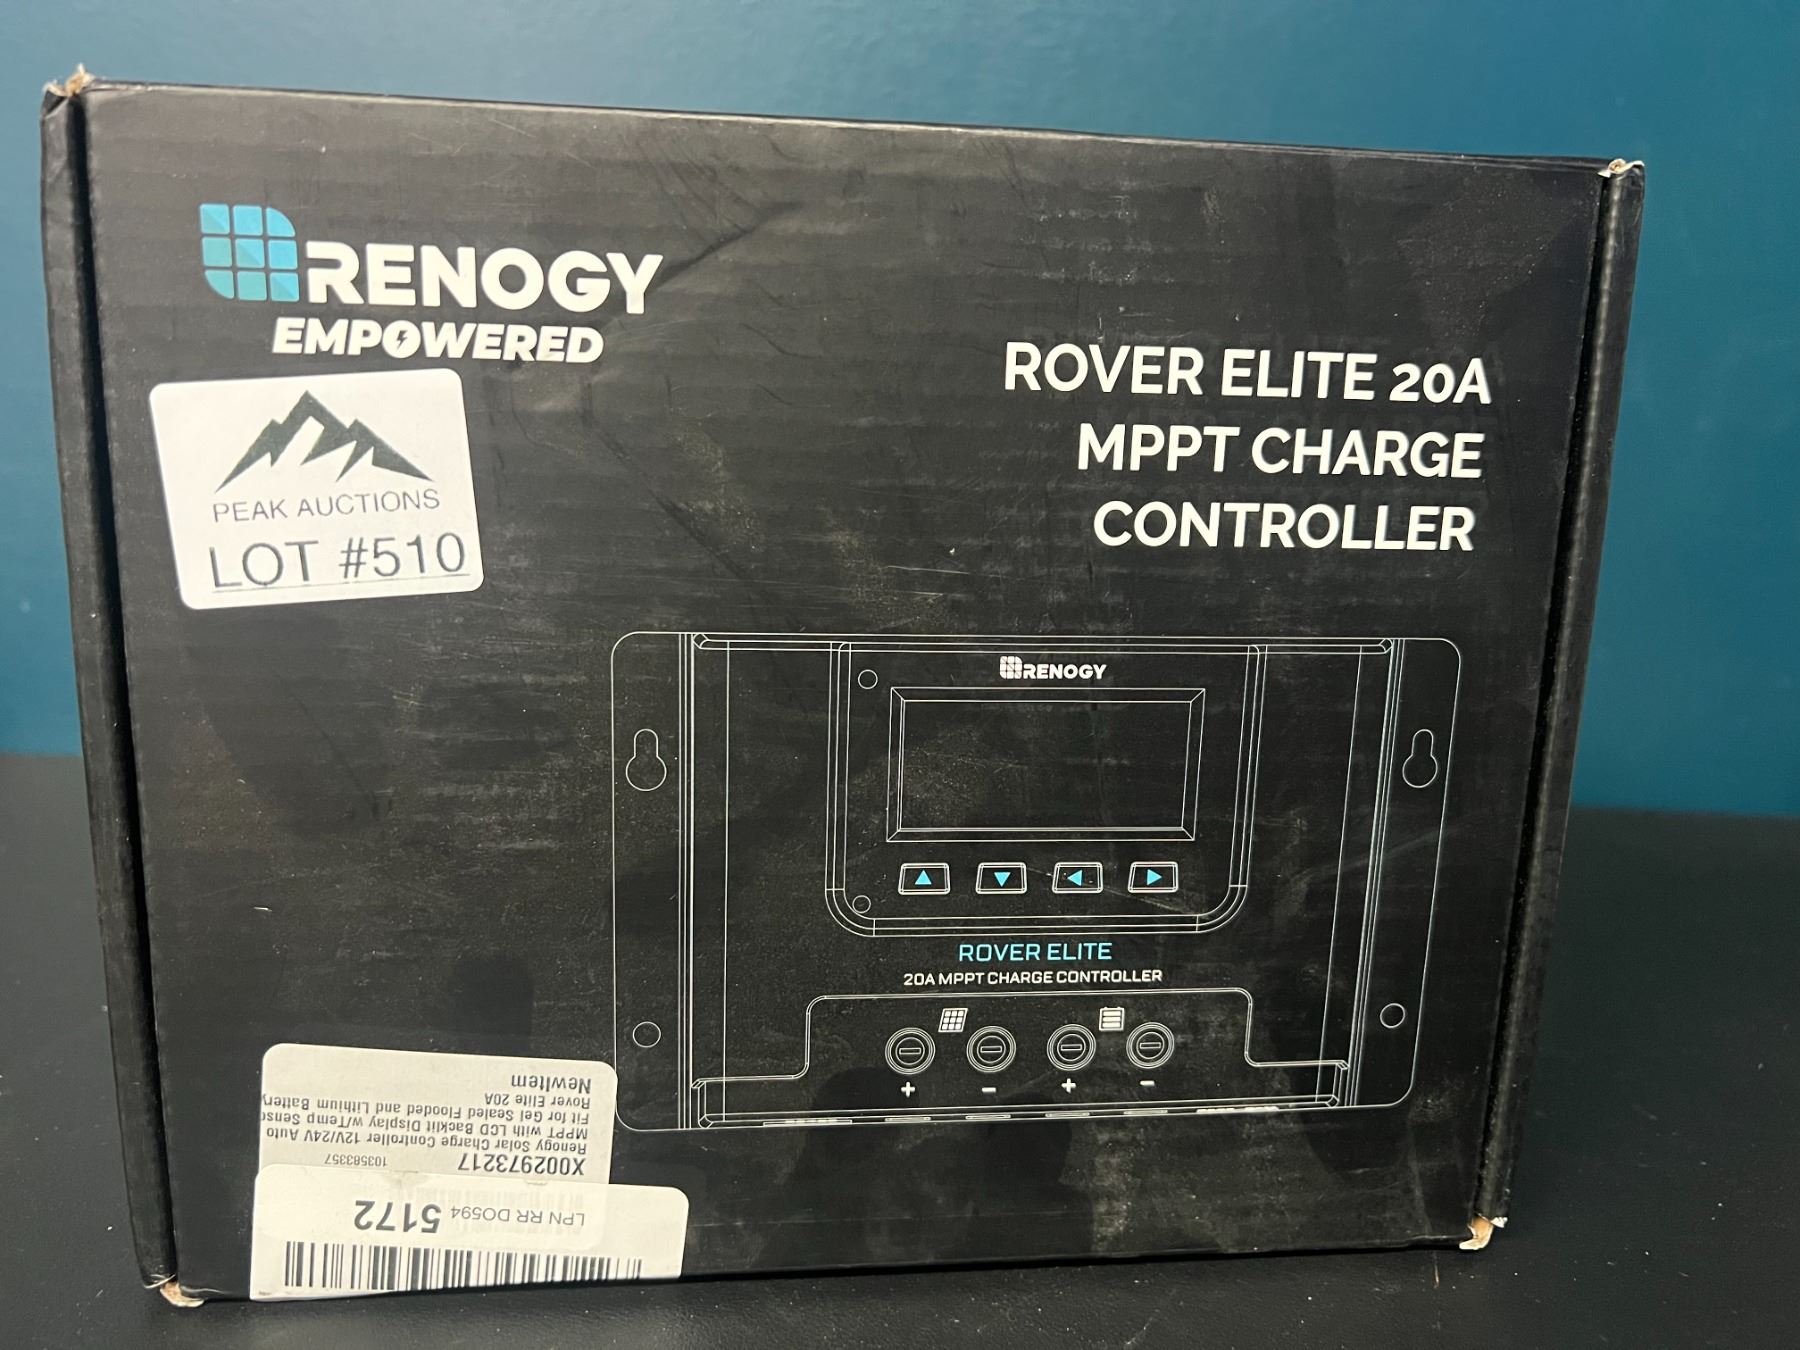 RENOGY
EMPOWERED
PEAK AUCTIONS
LOT #510
ROVER ELITE 20A
MPPT CHARGE
CONTROLLER
RENOGY
ROVER ELITE
20A MPPT CHARGE CONTROLLER
+ - + -
LPN RR DO594 5172
X002973217 103583357
Renogy Solar Charge Controller 12V/24V Auto
MPPT with LCD Backlit Display w/Temp Senso
Fit for Gel Sealed Flooded and Lithium Battery
Rover Elite 20A
NewItem